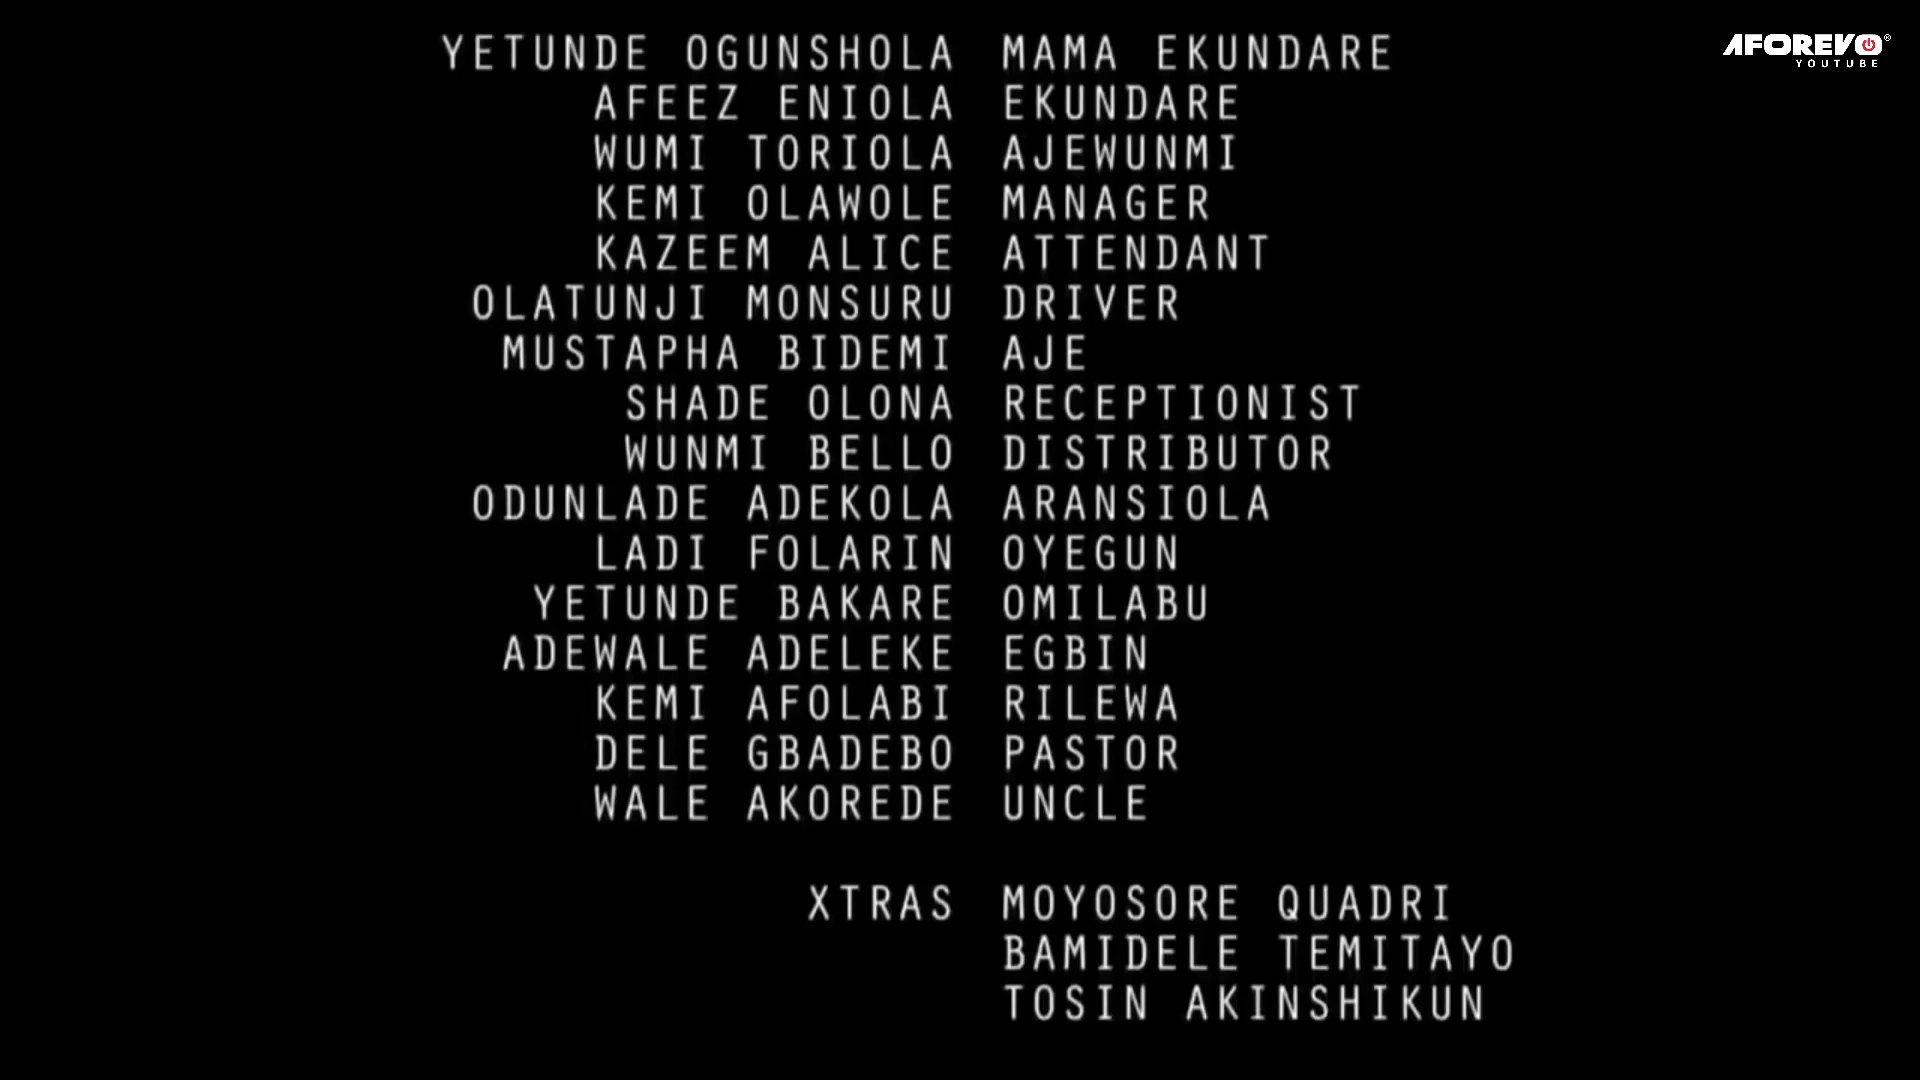 YETUNDE OGUNSHOLA MAMA EKUNDARE
AFOREVO
YOUTUBE
AFEEZ ENIOLA EKUNDARE
WUMI TORIOLA AJEWUNMI
KEMI OLAWOLE MANAGER
KAZEEM ALICE ATTENDANT
OLATUNJI MONSURU DRIVER
MUSTAPHA BIDEMI AJE
SHADE OLONA RECEPTIONIST
WUNMI BELLO DISTRIBUTOR
ODUNLADE ADEKOLA ARANSIOLA
LADI FOLARIN OYEGUN
YETUNDE BAKARE OMILABU
ADEWALE ADELEKE EGBIN
KEMI AFOLABI RILEWA
DELE GBADEBO PASTOR
WALE AKOREDE UNCLE
XTRAS MOYOSORE QUADRI
BAMIDELE TEMITAYO
TOSIN AKINSHIKUN